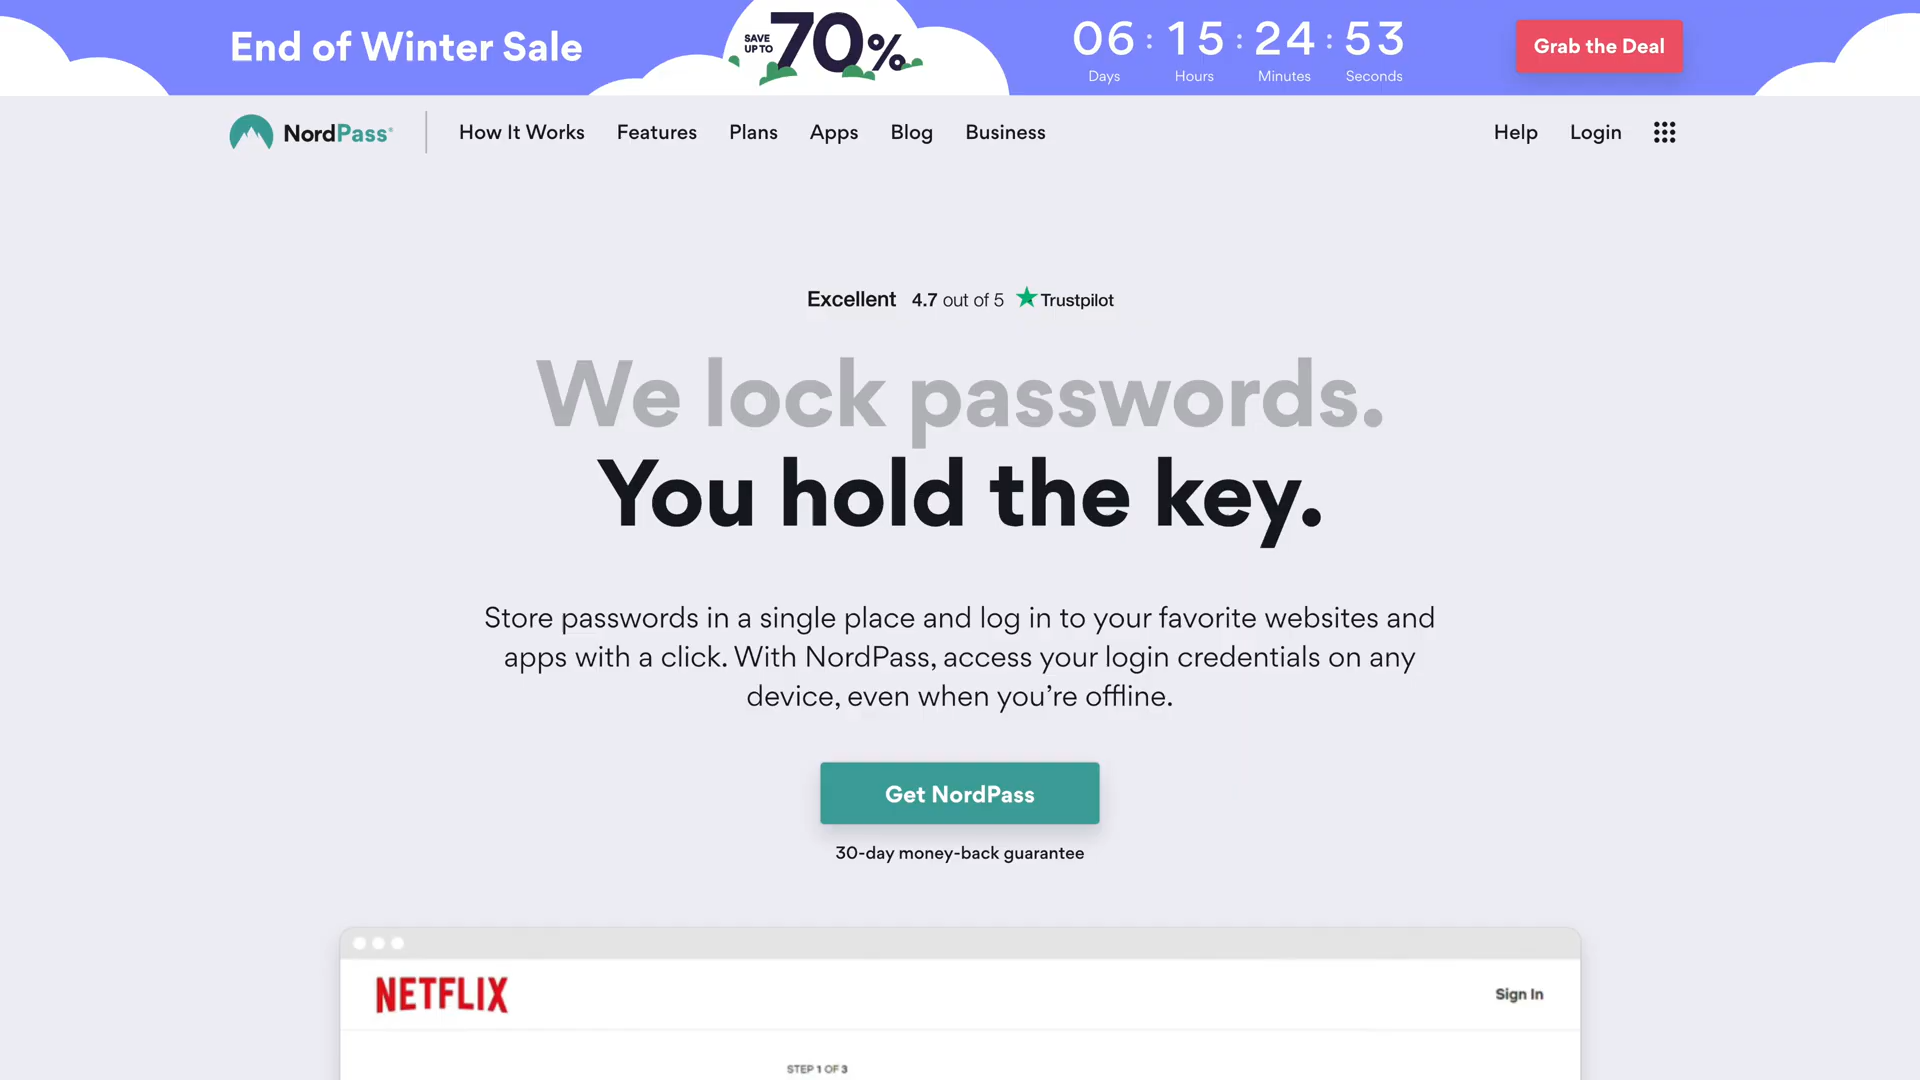 End of Winter Sale
SAVE UP TO 70%
06 : 15 : 24 : 53
Days Hours Minutes Seconds
Grab the Deal
NordPass®
How It Works Features Plans Apps Blog Business Help Login
Excellent 4.7 out of 5 Trustpilot
We lock passwords.
You hold the key.
Store passwords in a single place and log in to your favorite websites and
apps with a click. With NordPass, access your login credentials on any
device, even when you’re offline.
Get NordPass
30-day money-back guarantee
NETFLIX
Sign In
STEP 1 OF 3